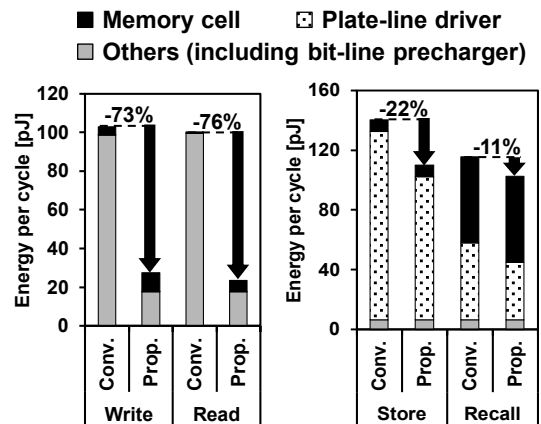 Memory cell Plate-line driver
Others (including bit-line precharger)
Energy per cycle [pJ]
120
100
80
60
40
20
0
-73%
-76%
Conv. Prop. Conv. Prop.
Write Read
Energy per cycle [pJ]
160
120
80
40
0
-22%
-11%
Conv. Prop. Conv. Prop.
Store Recall